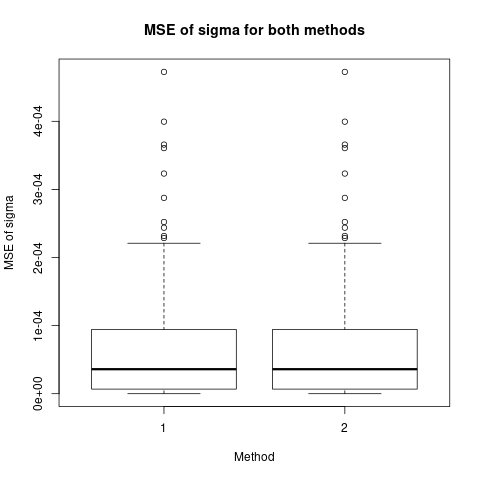 MSE of sigma for both methods
MSE of sigma
4e-04
3e-04
2e-04
1e-04
0e+00
1 2
Method